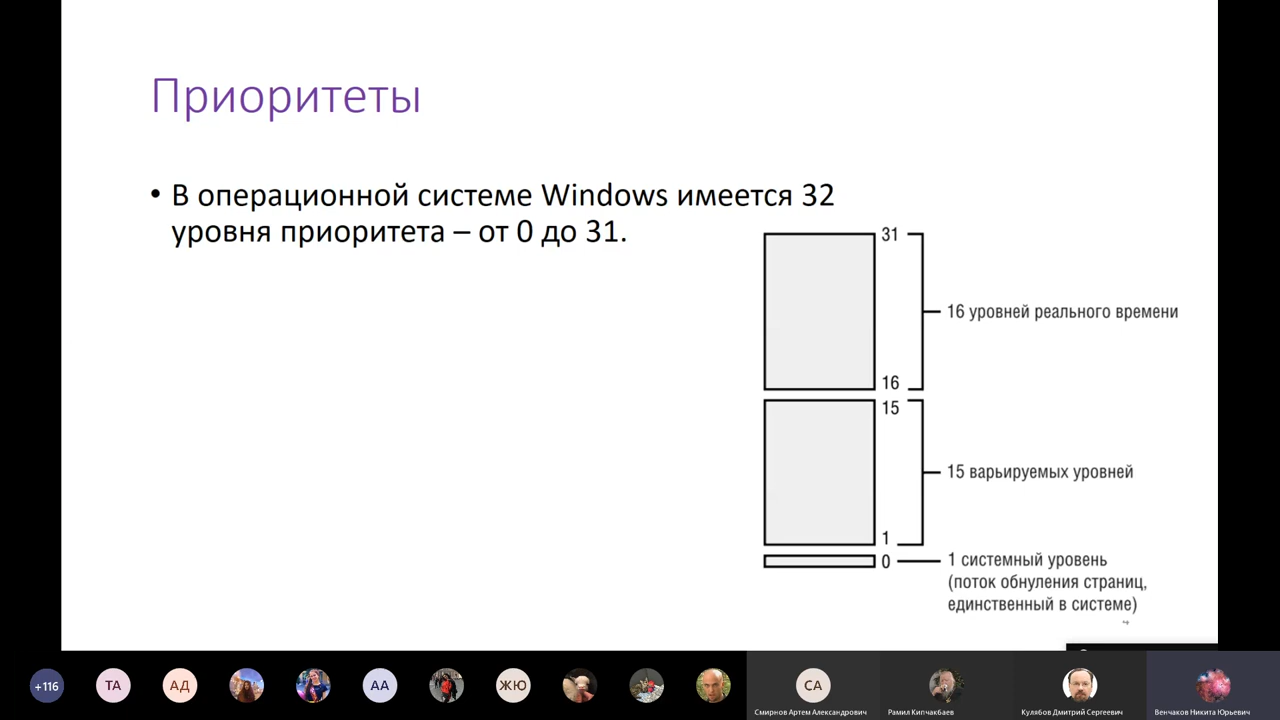 Приоритеты
• В операционной системе Windows имеется 32
уровня приоритета – от 0 до 31.
31
16 уровней реального времени
16
15
15 варьируемых уровней
1
0
1 системный уровень
(поток обнуления страниц,
единственный в системе)
+116
ТА
АД
АА
ЖЮ
СА
Смирнов Артем Александрович
Рамил Кипчакбаев
Кулябов Дмитрий Сергеевич
Венчаков Никита Юрьевич